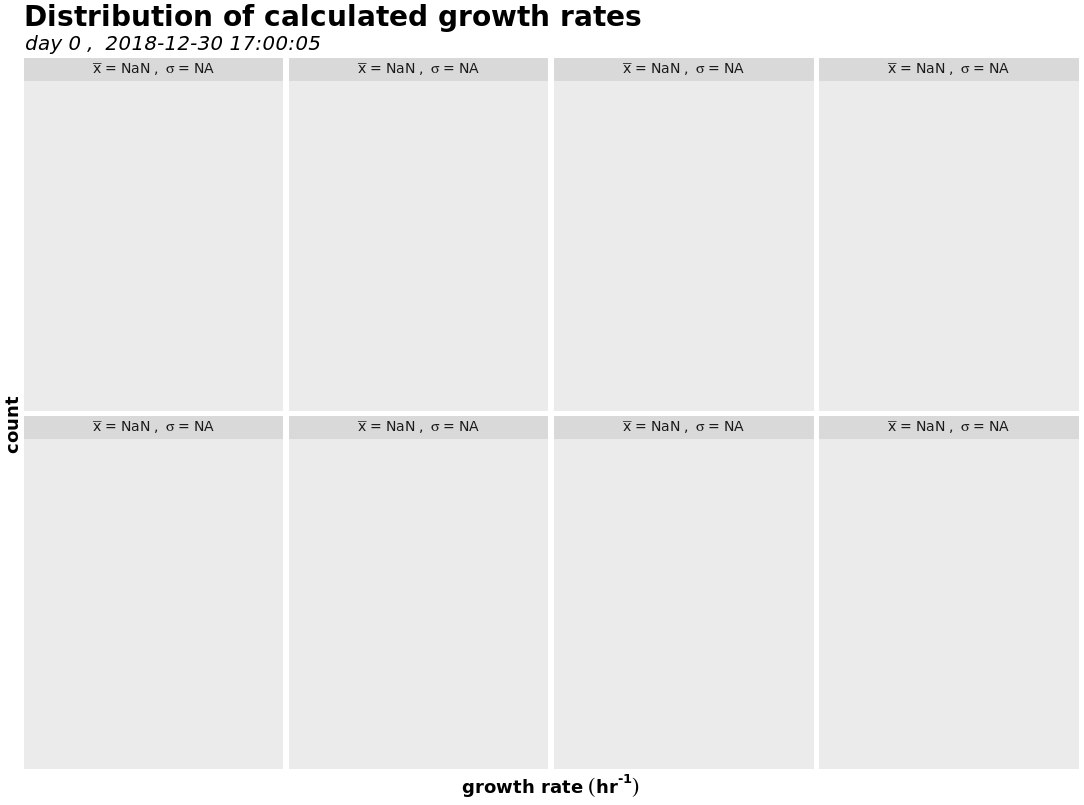 Distribution of calculated growth rates
day 0 ,  2018-12-30 17:00:05
x̅ = NaN ,  σ = NA
x̅ = NaN ,  σ = NA
x̅ = NaN ,  σ = NA
x̅ = NaN ,  σ = NA
count
x̅ = NaN ,  σ = NA
x̅ = NaN ,  σ = NA
x̅ = NaN ,  σ = NA
x̅ = NaN ,  σ = NA
growth rate (hr⁻¹)